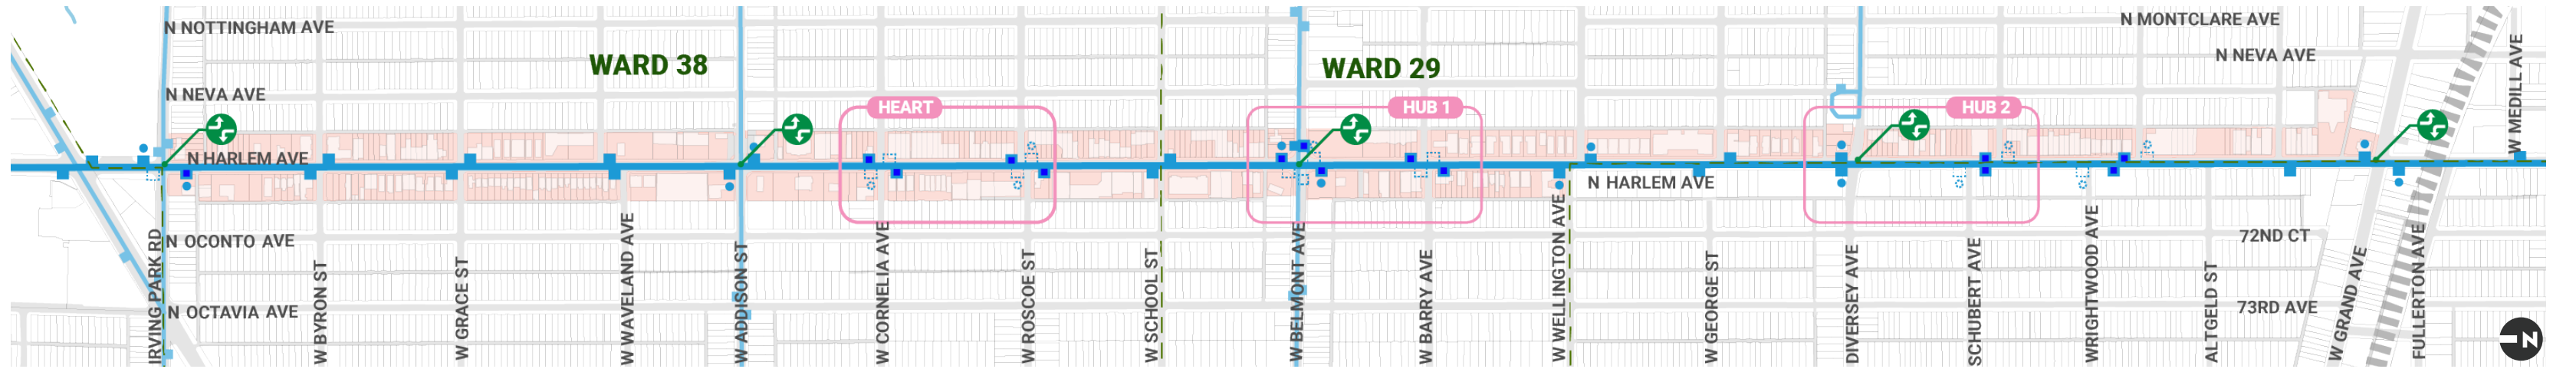 N NOTTINGHAM AVE
N MONTCLARE AVE
WARD 38
WARD 29
N NEVA AVE
W MEDILL AVE
N NEVA AVE
HEART
HUB 1
HUB 2
N HARLEM AVE
N HARLEM AVE
IRVING PARK RD
N OCONTO AVE
N OCTAVIA AVE
W BYRON ST
W GRACE ST
W WAVELAND AVE
W ADDISON ST
W CORNELIA AVE
W ROSCOE ST
W SCHOOL ST
W BELMONT AVE
W BARRY AVE
W WELLINGTON AVE
W GEORGE ST
DIVERSEY AVE
SCHUBERT AVE
WRIGHTWOOD AVE
ALTGELD ST
72ND CT
73RD AVE
W GRAND AVE
FULLERTON AVE
N